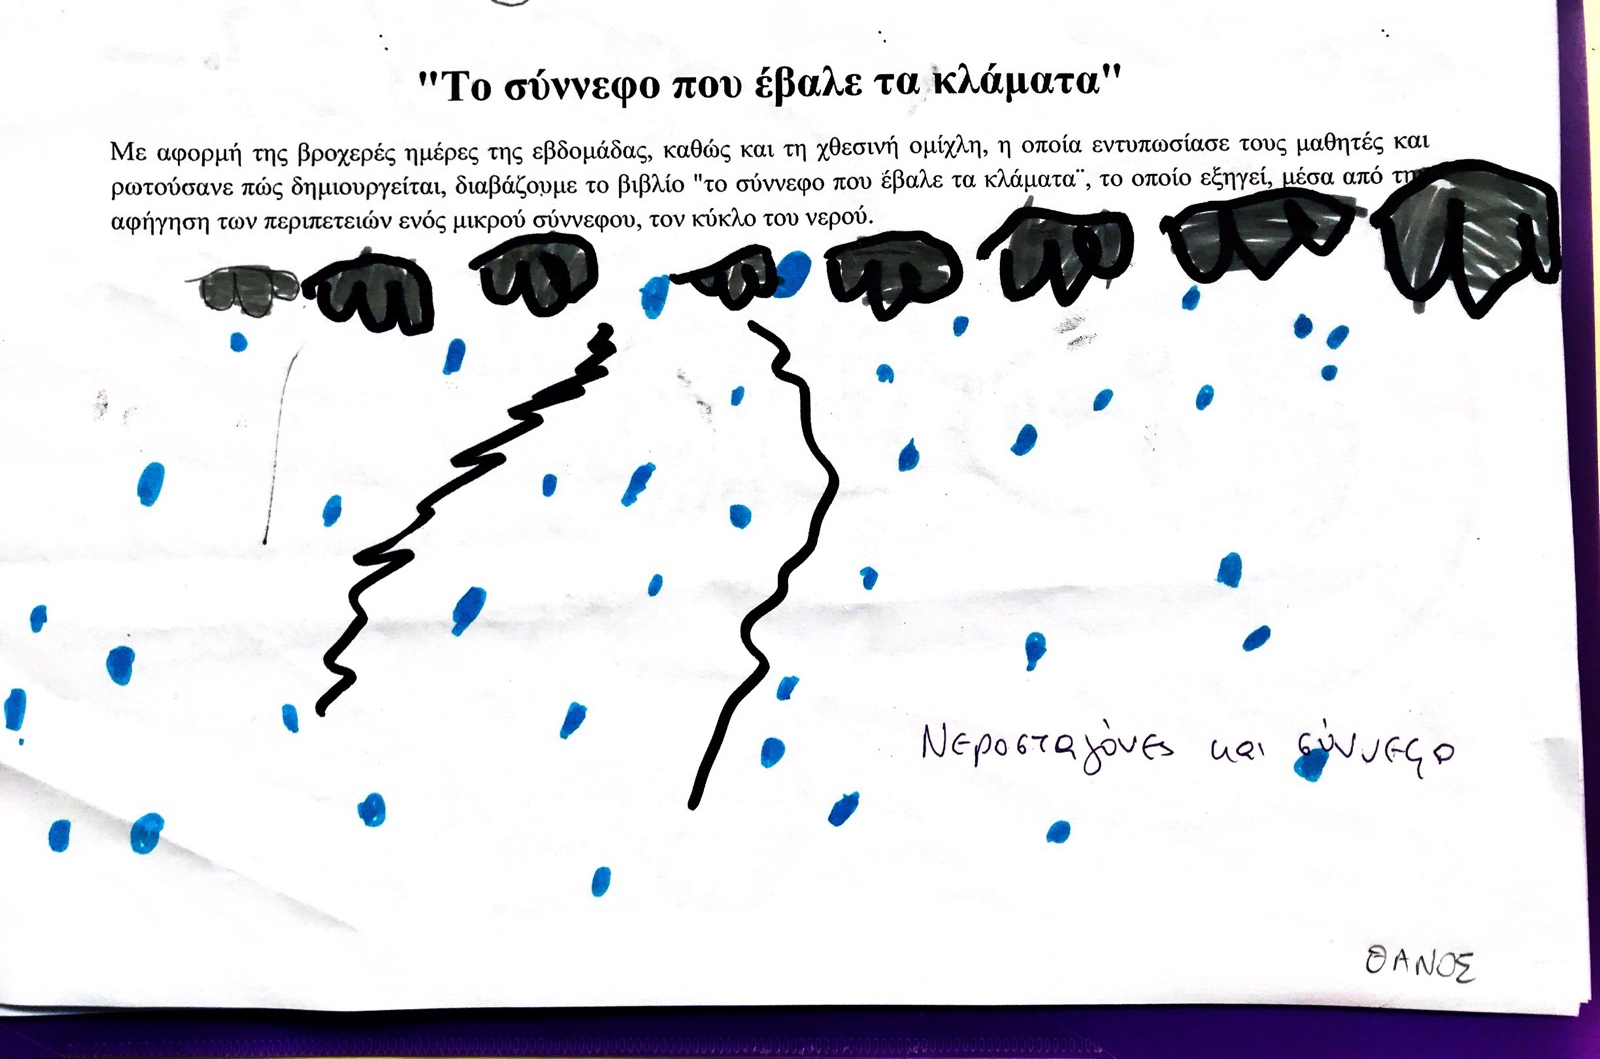 "Το σύννεφο που έβαλε τα κλάματα"
Με αφορμή της βροχερές ημέρες της εβδομάδας, καθώς και τη χθεσινή ομίχλη, η οποία εντυπωσίασε τους μαθητές και
ρωτούσανε πώς δημιουργείται, διαβάζουμε το βιβλίο "το σύννεφο που έβαλε τα κλάματα¨, το οποίο εξηγεί, μέσα από την
αφήγηση των περιπετειών ενός μικρού σύννεφου, τον κύκλο του νερού.
Νεροσταγόνες και σύννεφο
ΘΑΝΟΣ